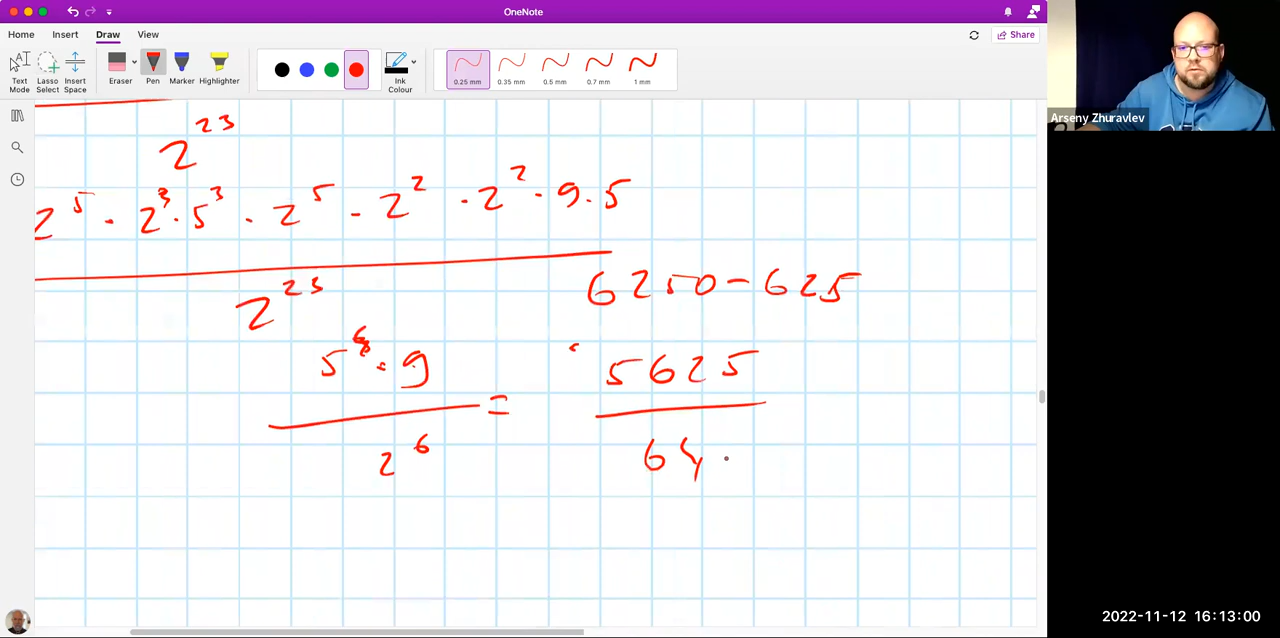 OneNote
Home Insert Draw View
Share
Text Mode Lasso Select Insert Space Eraser Pen Marker Highlighter Ink Colour 0.25 mm 0.35 mm 0.5 mm 0.7 mm 1 mm
Arseny Zhuravlev
2^23
2^5 · 2^3 · 5^3 · 2^5 · 2^2 · 2^2 · 9 · 5
2^23
6250 - 625
5 · 9 = 5625
2^6 64
2022-11-12 16:13:00